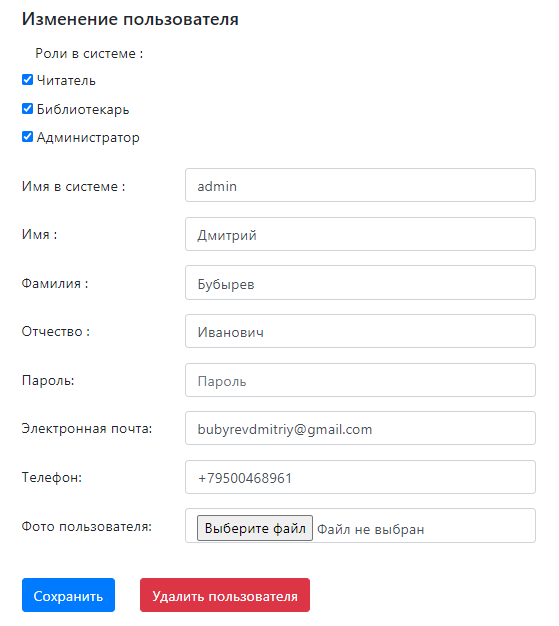 Изменение пользователя
Роли в системе :
Читатель
Библиотекарь
Администратор
Имя в системе : admin
Имя : Дмитрий
Фамилия : Бубырев
Отчество : Иванович
Пароль: Пароль
Электронная почта: bubyrevdmitriy@gmail.com
Телефон: +79500468961
Фото пользователя: Выберите файл Файл не выбран
Сохранить Удалить пользователя